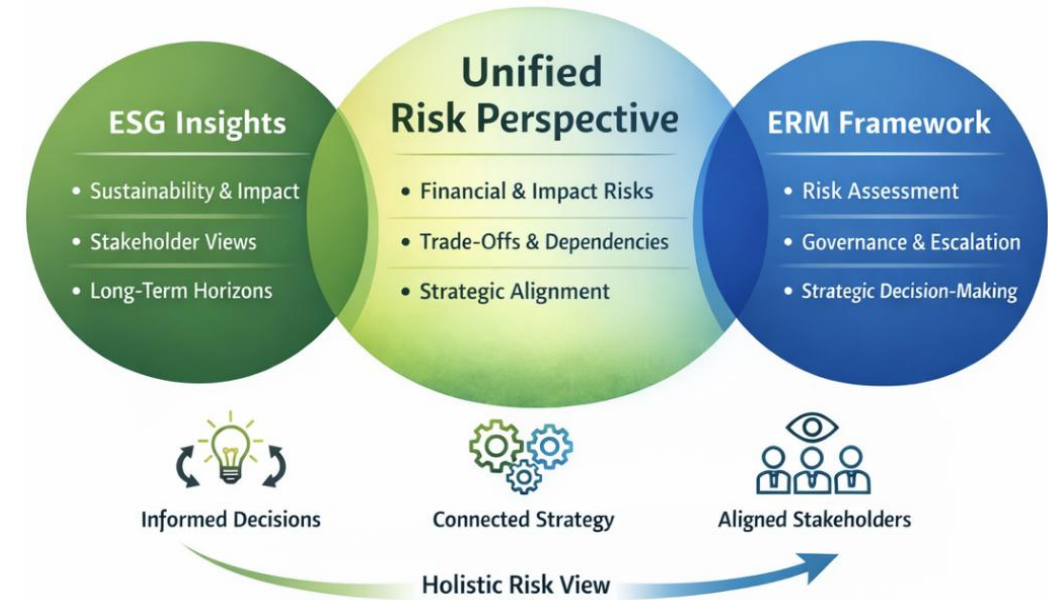 ESG Insights
• Sustainability & Impact
• Stakeholder Views
• Long-Term Horizons
Unified
Risk Perspective
• Financial & Impact Risks
• Trade-Offs & Dependencies
• Strategic Alignment
ERM Framework
• Risk Assessment
• Governance & Escalation
• Strategic Decision-Making
Informed Decisions
Connected Strategy
Aligned Stakeholders
Holistic Risk View